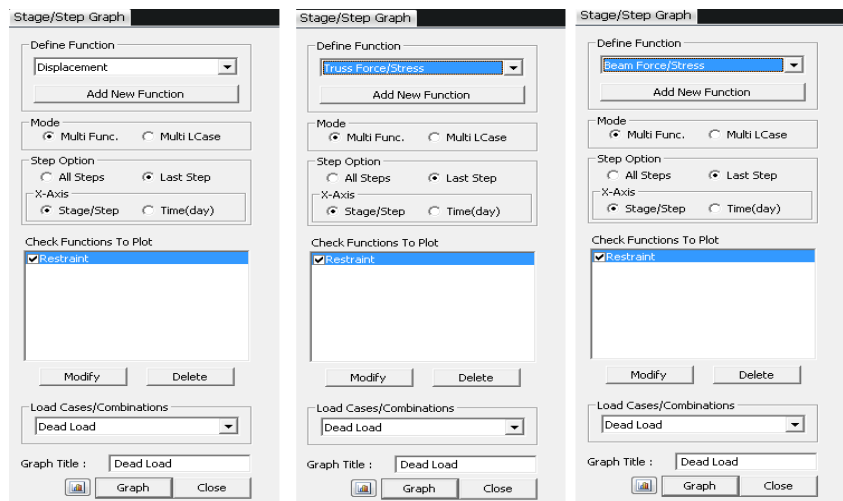 Stage/Step Graph
Define Function
Displacement
Add New Function
Mode
Multi Func. Multi LCase
Step Option
All Steps Last Step
X-Axis
Stage/Step Time(day)
Check Functions To Plot
Restraint
Modify Delete
Load Cases/Combinations
Dead Load
Graph Title : Dead Load
Graph Close
Stage/Step Graph
Define Function
Truss Force/Stress
Add New Function
Mode
Multi Func. Multi LCase
Step Option
All Steps Last Step
X-Axis
Stage/Step Time(day)
Check Functions To Plot
Restraint
Modify Delete
Load Cases/Combinations
Dead Load
Graph Title : Dead Load
Graph Close
Stage/Step Graph
Define Function
Beam Force/Stress
Add New Function
Mode
Multi Func. Multi LCase
Step Option
All Steps Last Step
X-Axis
Stage/Step Time(day)
Check Functions To Plot
Restraint
Modify Delete
Load Cases/Combinations
Dead Load
Graph Title : Dead Load
Graph Close